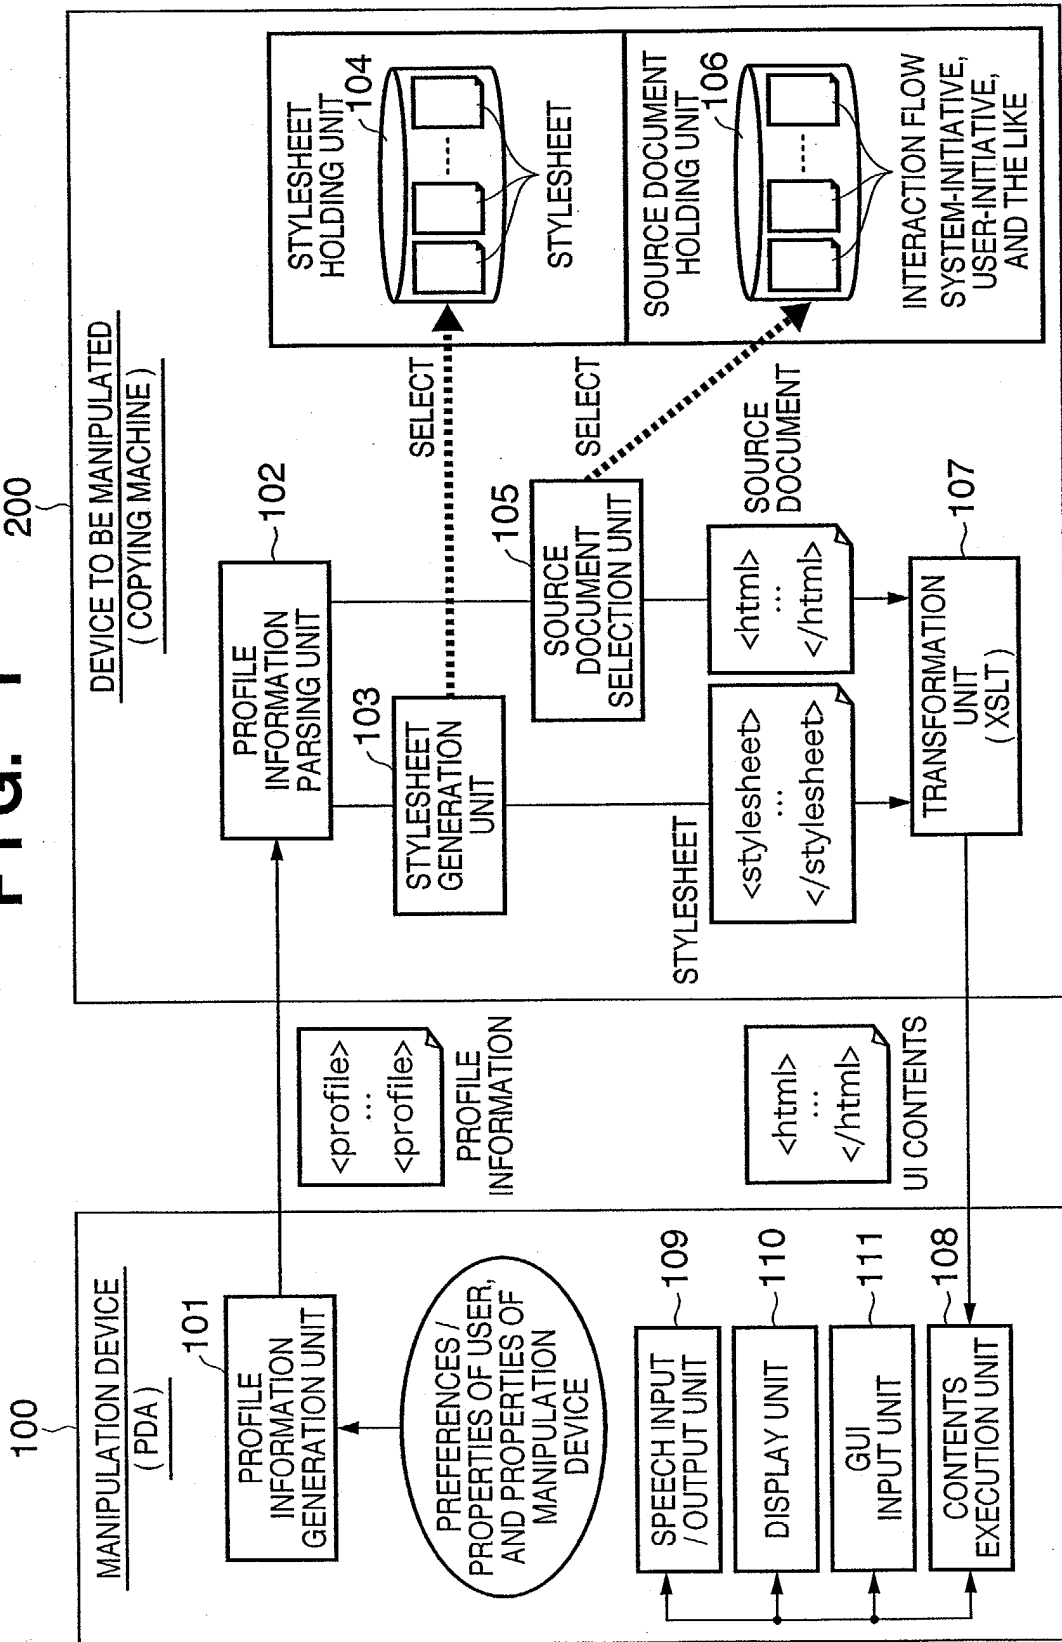 FIG. 1
100
MANIPULATION DEVICE
(PDA)
101
PROFILE
INFORMATION
GENERATION UNIT
PREFERENCES /
PROPERTIES OF USER,
AND PROPERTIES OF
MANIPULATION
DEVICE
109
SPEECH INPUT
/ OUTPUT UNIT
110
DISPLAY UNIT
111
GUI
INPUT UNIT
108
CONTENTS
EXECUTION UNIT
<profile>
...
<profile>
PROFILE
INFORMATION
<html>
...
</html>
UI CONTENTS
200
DEVICE TO BE MANIPULATED
(COPYING MACHINE)
102
PROFILE
INFORMATION
PARSING UNIT
103
STYLESHEET
GENERATION
UNIT
SELECT
105
SOURCE
DOCUMENT
SELECTION UNIT
SELECT
STYLESHEET
<stylesheet>
...
</stylesheet>
SOURCE
DOCUMENT
<html>
...
</html>
107
TRANSFORMATION
UNIT
(XSLT)
STYLESHEET
HOLDING UNIT
104
STYLESHEET
SOURCE DOCUMENT
HOLDING UNIT
106
INTERACTION FLOW
SYSTEM-INITIATIVE,
USER-INITIATIVE,
AND THE LIKE